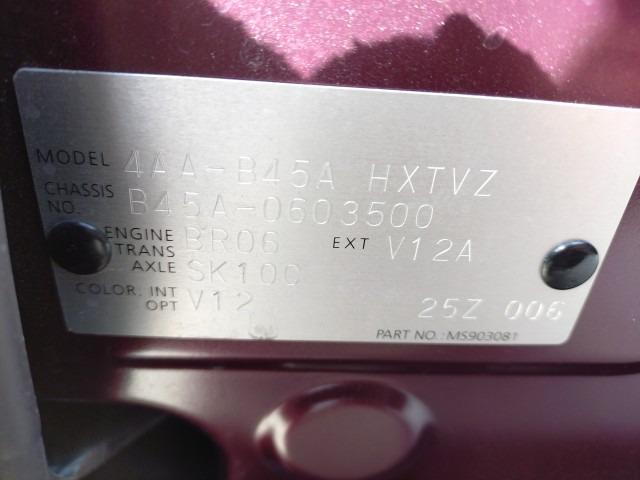 MODEL 4AA-B45A HXTVZ
CHASSIS NO. B45A-0603500
ENGINE BR06 EXT V12A
TRANS
AXLE SK10C
COLOR: INT V12
OPT 25Z 006
PART NO.: MS903081